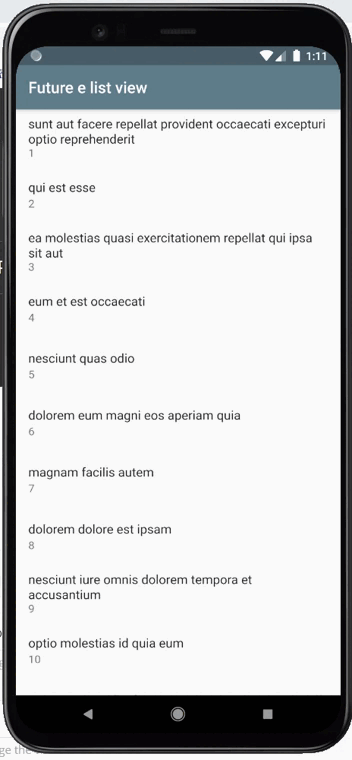 1:11
Future e list view
sunt aut facere repellat provident occaecati excepturi
optio reprehenderit
1
qui est esse
2
ea molestias quasi exercitationem repellat qui ipsa
sit aut
3
eum et est occaecati
4
nesciunt quas odio
5
dolorem eum magni eos aperiam quia
6
magnam facilis autem
7
dolorem dolore est ipsam
8
nesciunt iure omnis dolorem tempora et
accusantium
9
optio molestias id quia eum
10
ge the